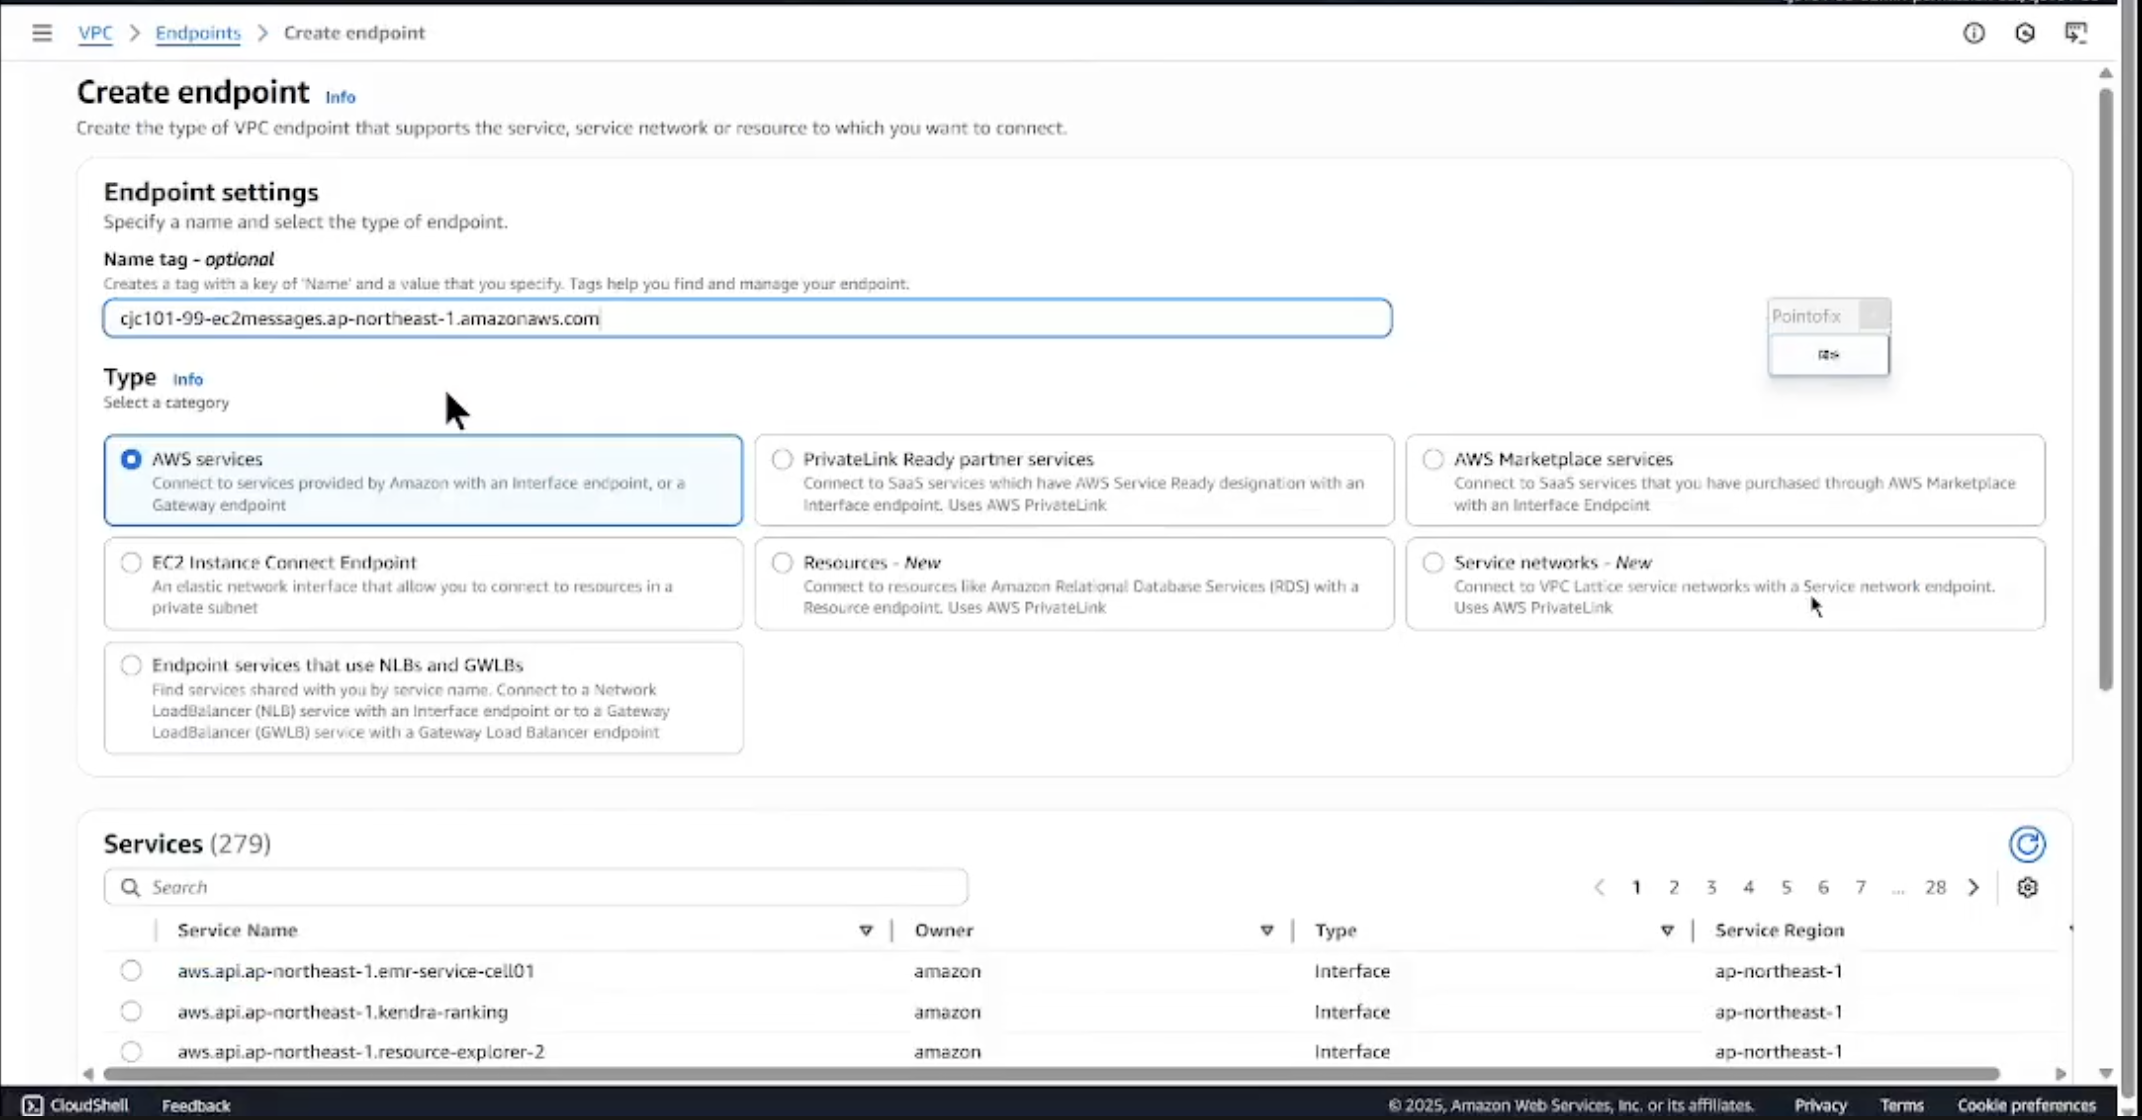 VPC > Endpoints > Create endpoint
Create endpoint Info
Create the type of VPC endpoint that supports the service, service network or resource to which you want to connect.
Endpoint settings
Specify a name and select the type of endpoint.
Name tag - optional
Creates a tag with a key of 'Name' and a value that you specify. Tags help you find and manage your endpoint.
cjc101-99-ec2messages.ap-northeast-1.amazonaws.com
Pointofix
Type Info
Select a category
AWS services
Connect to services provided by Amazon with an Interface endpoint, or a
Gateway endpoint
PrivateLink Ready partner services
Connect to SaaS services which have AWS Service Ready designation with an
Interface endpoint. Uses AWS PrivateLink
AWS Marketplace services
Connect to SaaS services that you have purchased through AWS Marketplace
with an Interface Endpoint
EC2 Instance Connect Endpoint
An elastic network interface that allow you to connect to resources in a
private subnet
Resources - New
Connect to resources like Amazon Relational Database Services (RDS) with a
Resource endpoint. Uses AWS PrivateLink
Service networks - New
Connect to VPC Lattice service networks with a Service network endpoint.
Uses AWS PrivateLink
Endpoint services that use NLBs and GWLBs
Find services shared with you by service name. Connect to a Network
LoadBalancer (NLB) service with an Interface endpoint or to a Gateway
LoadBalancer (GWLB) service with a Gateway Load Balancer endpoint
Services (279)
Search
1 2 3 4 5 6 7 ... 28
Service Name Owner Type Service Region
aws.api.ap-northeast-1.emr-service-cell01 amazon Interface ap-northeast-1
aws.api.ap-northeast-1.kendra-ranking amazon Interface ap-northeast-1
aws.api.ap-northeast-1.resource-explorer-2 amazon Interface ap-northeast-1
CloudShell Feedback © 2025, Amazon Web Services, Inc. or its affiliates. Privacy Terms Cookie preferences